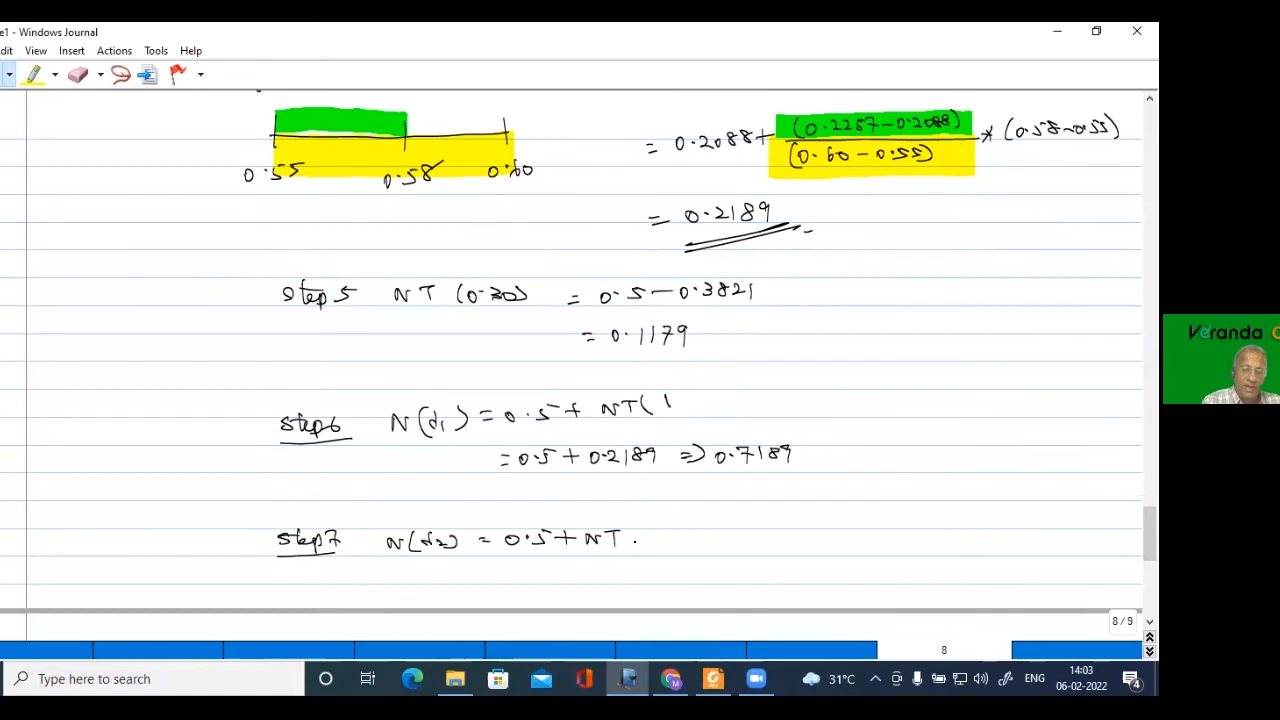 e1 - Windows Journal
dit View Insert Actions Tools Help
0.55 0.58 0.60
= 0.2088 + (0.2257 - 0.2088) / (0.60 - 0.55) * (0.58 - 0.55)
= 0.2189
Step 5 NT (0.30) = 0.5 - 0.3821
= 0.1179
Step 6 N(d1) = 0.5 + NT(
= 0.5 + 0.2189 => 0.7189
Step 7 N(d2) = 0.5 + NT
8 / 9
8
Veranda
Type here to search
31°C
ENG
14:03
06-02-2022
4